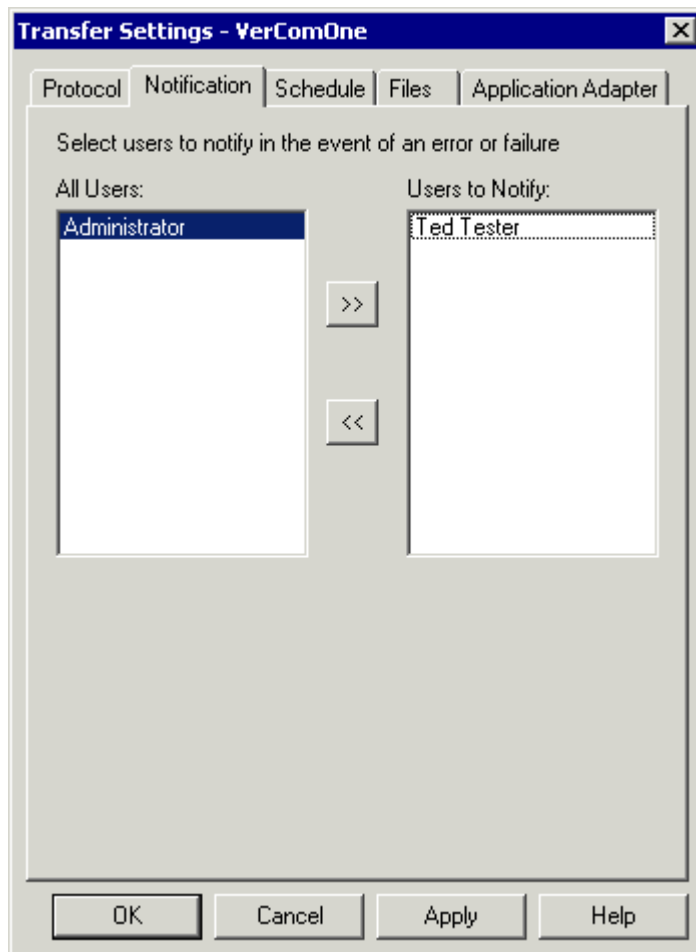 Transfer Settings - VerComOne
Protocol Notification Schedule Files Application Adapter
Select users to notify in the event of an error or failure
All Users: Users to Notify:
Administrator Ted Tester
>>
<<
OK Cancel Apply Help